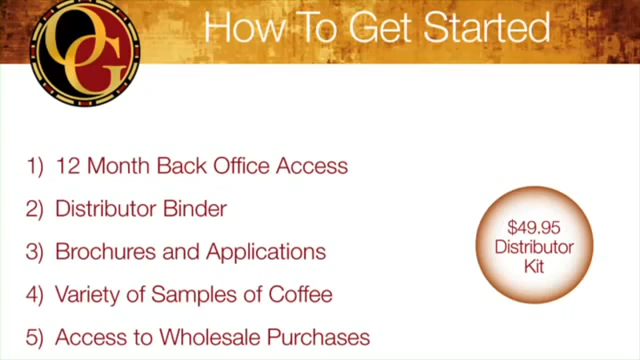 OG
How To Get Started
1) 12 Month Back Office Access
2) Distributor Binder
3) Brochures and Applications
4) Variety of Samples of Coffee
5) Access to Wholesale Purchases
$49.95
Distributor
Kit